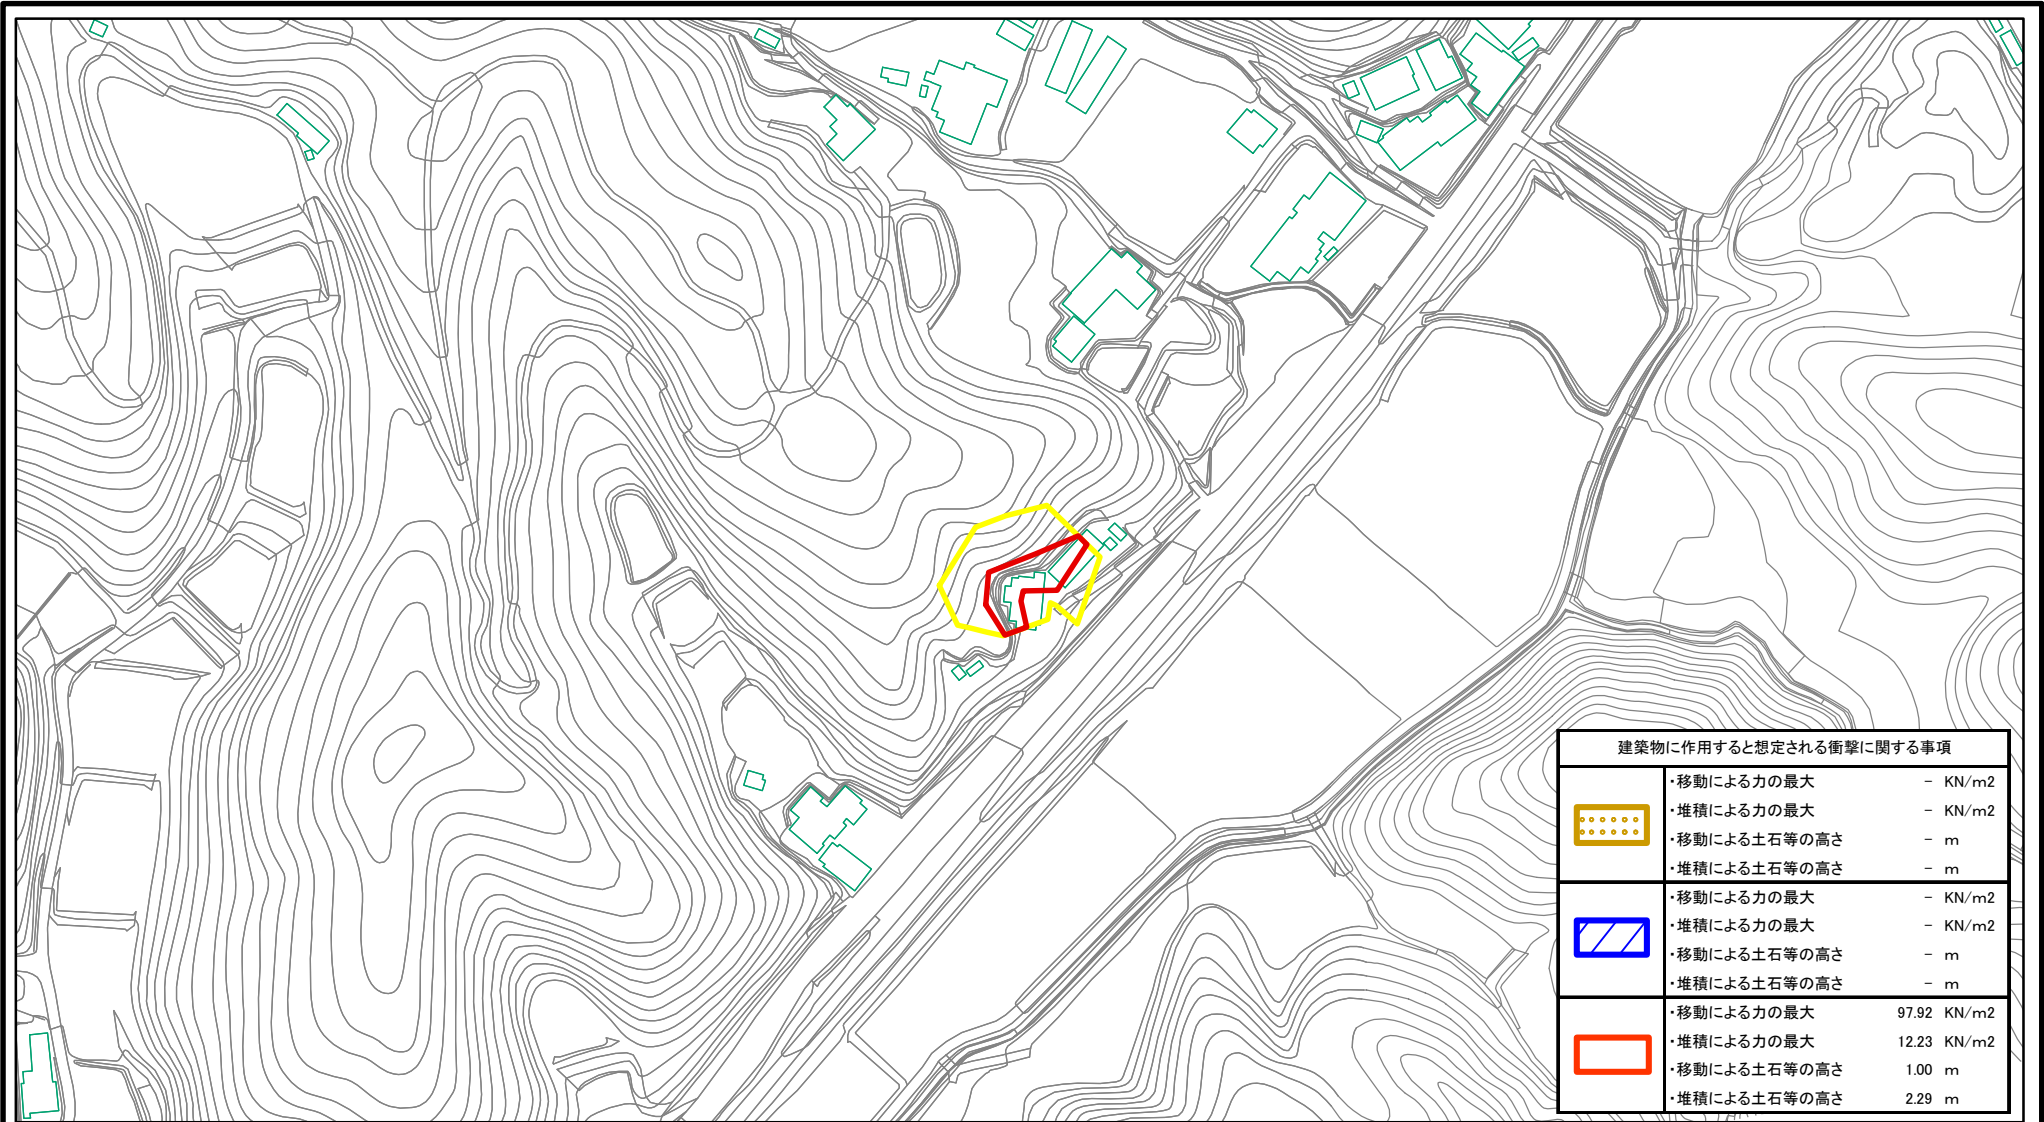 建築物に作用すると想定される衝撃に関する事項
・移動による力の最大 － KN/m2
・堆積による力の最大 － KN/m2
・移動による土石等の高さ － m
・堆積による土石等の高さ － m
・移動による力の最大 － KN/m2
・堆積による力の最大 － KN/m2
・移動による土石等の高さ － m
・堆積による土石等の高さ － m
・移動による力の最大 97.92 KN/m2
・堆積による力の最大 12.23 KN/m2
・移動による土石等の高さ 1.00 m
・堆積による土石等の高さ 2.29 m